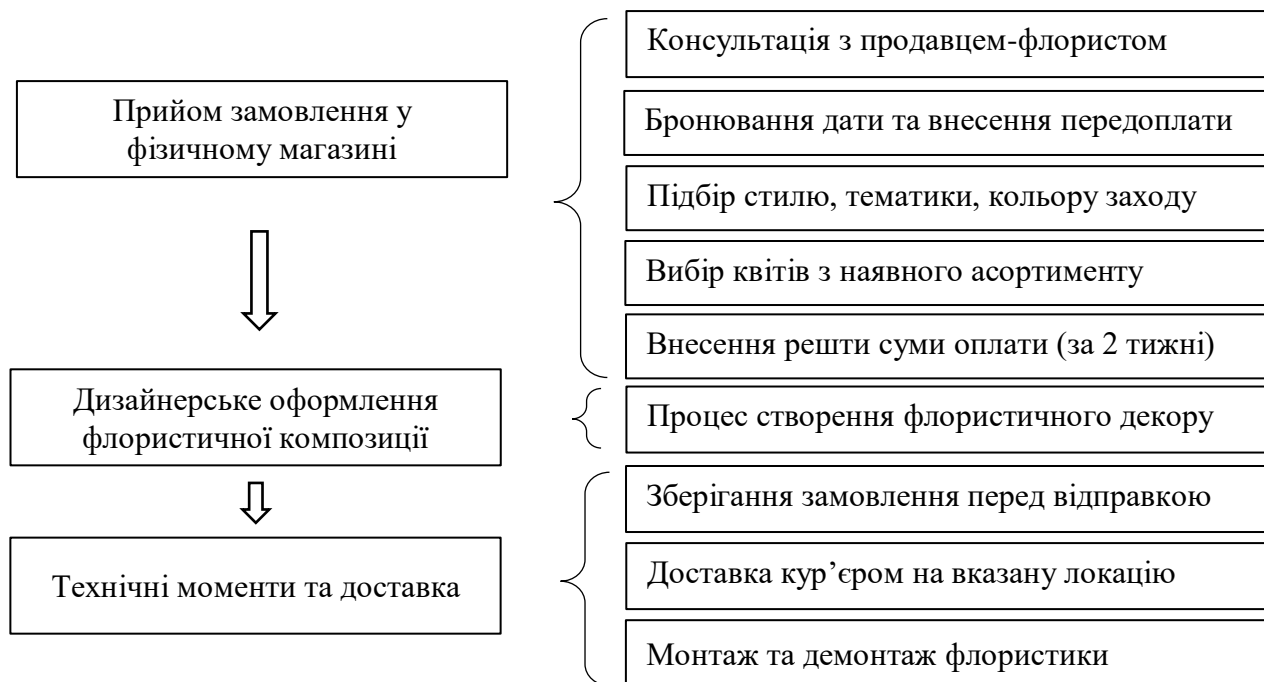 Прийом замовлення у
фізичному магазині
Консультація з продавцем-флористом
Бронювання дати та внесення передоплати
Підбір стилю, тематики, кольору заходу
Вибір квітів з наявного асортименту
Внесення решти суми оплати (за 2 тижні)
Дизайнерське оформлення
флористичної композиції
Процес створення флористичного декору
Технічні моменти та доставка
Зберігання замовлення перед відправкою
Доставка кур’єром на вказану локацію
Монтаж та демонтаж флористики